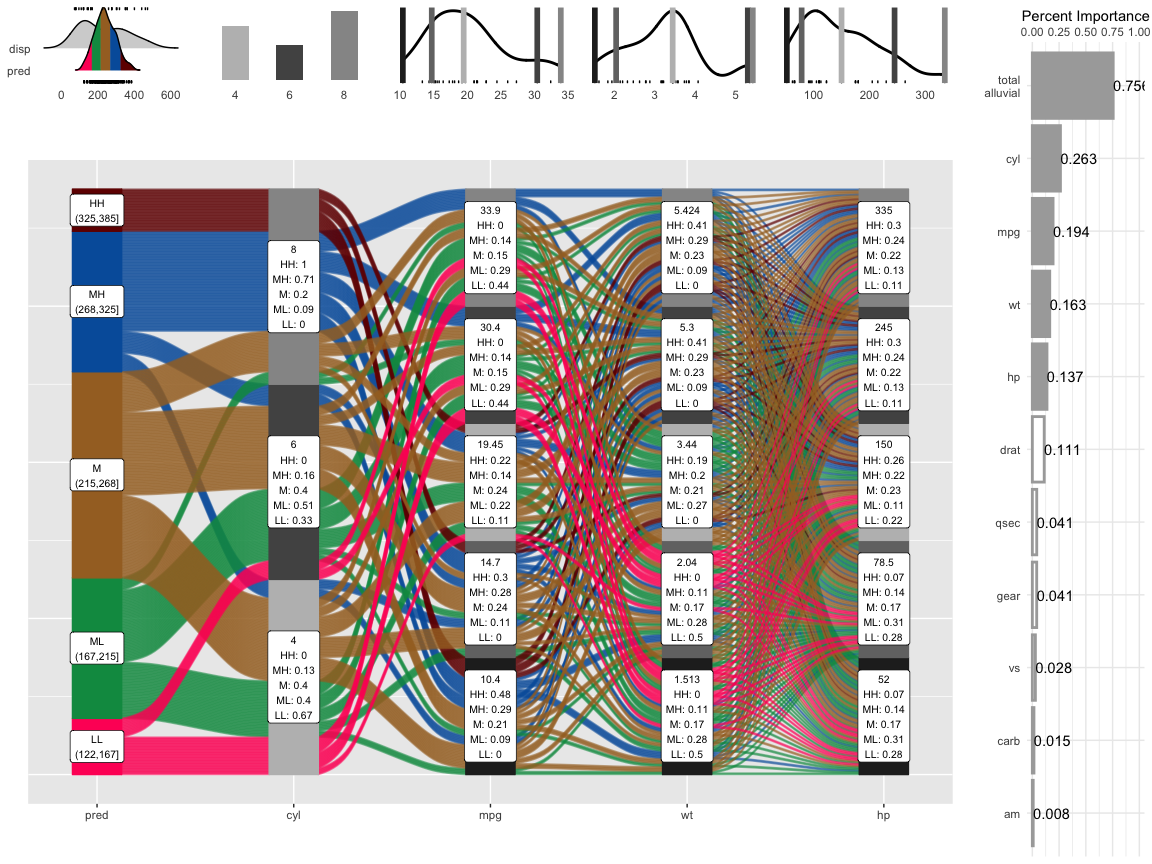 disp
pred
0 200 400 600
4 6 8
10 15 20 25 30 35
2 3 4 5
100 200 300
HH
(325,385]
MH
(268,325]
M
(215,268]
ML
(167,215]
LL
(122,167]
8
HH: 1
MH: 0.71
M: 0.2
ML: 0.09
LL: 0
6
HH: 0
MH: 0.16
M: 0.4
ML: 0.51
LL: 0.33
4
HH: 0
MH: 0.13
M: 0.4
ML: 0.4
LL: 0.67
33.9
HH: 0
MH: 0.14
M: 0.15
ML: 0.29
LL: 0.44
30.4
HH: 0
MH: 0.14
M: 0.15
ML: 0.29
LL: 0.44
19.45
HH: 0.22
MH: 0.14
M: 0.24
ML: 0.22
LL: 0.11
14.7
HH: 0.3
MH: 0.28
M: 0.24
ML: 0.11
LL: 0
10.4
HH: 0.48
MH: 0.29
M: 0.21
ML: 0.09
LL: 0
5.424
HH: 0.41
MH: 0.29
M: 0.23
ML: 0.09
LL: 0
5.3
HH: 0.41
MH: 0.29
M: 0.23
ML: 0.09
LL: 0
3.44
HH: 0.19
MH: 0.2
M: 0.21
ML: 0.27
LL: 0
2.04
HH: 0
MH: 0.11
M: 0.17
ML: 0.28
LL: 0.5
1.513
HH: 0
MH: 0.11
M: 0.17
ML: 0.28
LL: 0.5
335
HH: 0.3
MH: 0.24
M: 0.22
ML: 0.13
LL: 0.11
245
HH: 0.3
MH: 0.24
M: 0.22
ML: 0.13
LL: 0.11
150
HH: 0.26
MH: 0.22
M: 0.23
ML: 0.11
LL: 0.22
78.5
HH: 0.07
MH: 0.14
M: 0.17
ML: 0.31
LL: 0.28
52
HH: 0.07
MH: 0.14
M: 0.17
ML: 0.31
LL: 0.28
pred cyl mpg wt hp
Percent Importance
0.00 0.25 0.50 0.75 1.00
total
alluvial
cyl 0.263
mpg 0.194
wt 0.163
hp 0.137
drat 0.111
qsec 0.041
gear 0.041
vs 0.028
carb 0.015
am 0.008